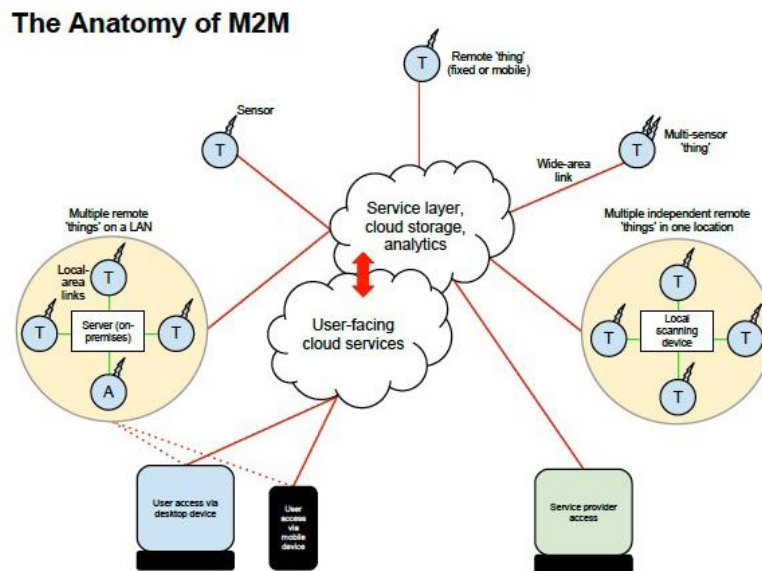 The Anatomy of M2M
T
Remote 'thing'
(fixed or mobile)
Sensor
T
T
Multi-sensor
'thing'
Wide-area
link
Service layer,
cloud storage,
analytics
Multiple remote
'things' on a LAN
Multiple independent remote
'things' in one location
Local-
area
links
T
T
Server (on-
premises)
T
A
User-facing
cloud services
T
T
Local
scanning
device
T
T
User access via
desktop device
User
access
via
mobile
device
Service provider
access